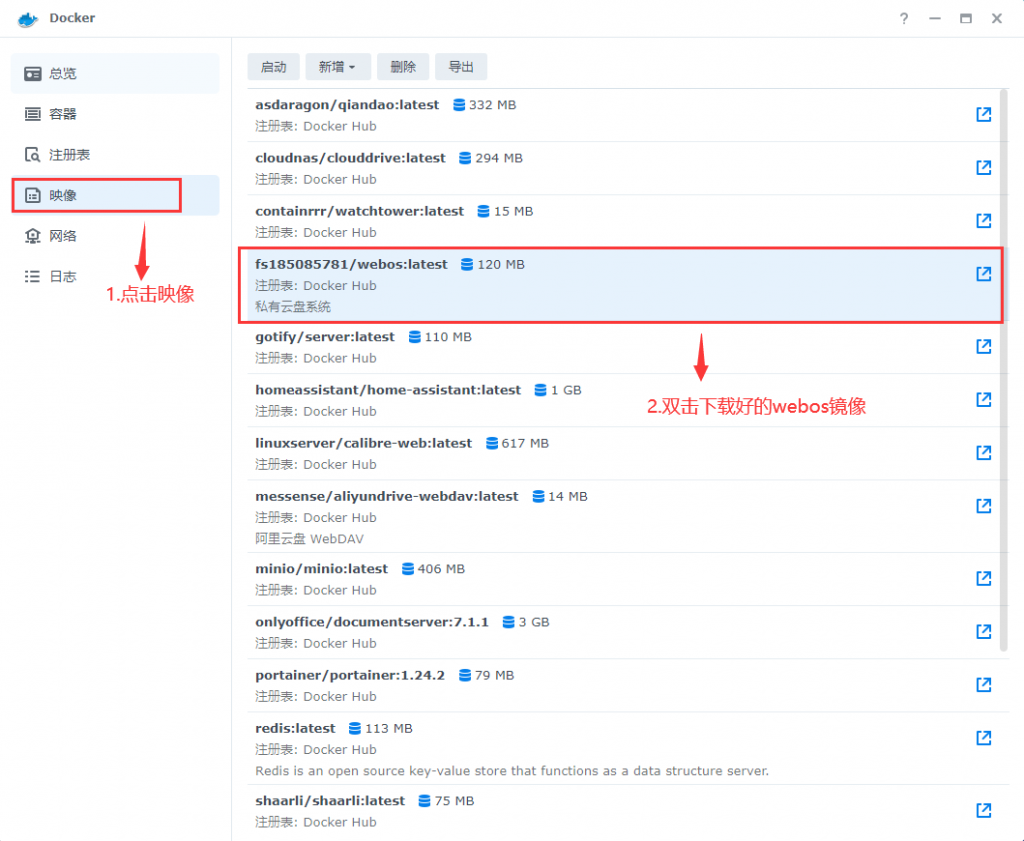 Docker
总览
容器
注册表
映像
网络
日志
1.点击映像
启动
新增
删除
导出
asdaragon/qiandao:latest 332 MB
注册表: Docker Hub
cloudnas/clouddrive:latest 294 MB
注册表: Docker Hub
containrrr/watchtower:latest 15 MB
注册表: Docker Hub
fs185085781/webos:latest 120 MB
注册表: Docker Hub
私有云盘系统
gotify/server:latest 110 MB
注册表: Docker Hub
homeassistant/home-assistant:latest 1 GB
注册表: Docker Hub
2.双击下载好的webos镜像
linuxserver/calibre-web:latest 617 MB
注册表: Docker Hub
messense/aliyundrive-webdav:latest 14 MB
注册表: Docker Hub
阿里云盘 WebDAV
minio/minio:latest 406 MB
注册表: Docker Hub
onlyoffice/documentserver:7.1.1 3 GB
注册表: Docker Hub
portainer/portainer:1.24.2 79 MB
注册表: Docker Hub
redis:latest 113 MB
注册表: Docker Hub
Redis is an open source key-value store that functions as a data structure server.
shaarli/shaarli:latest 75 MB
注册表: Docker Hub